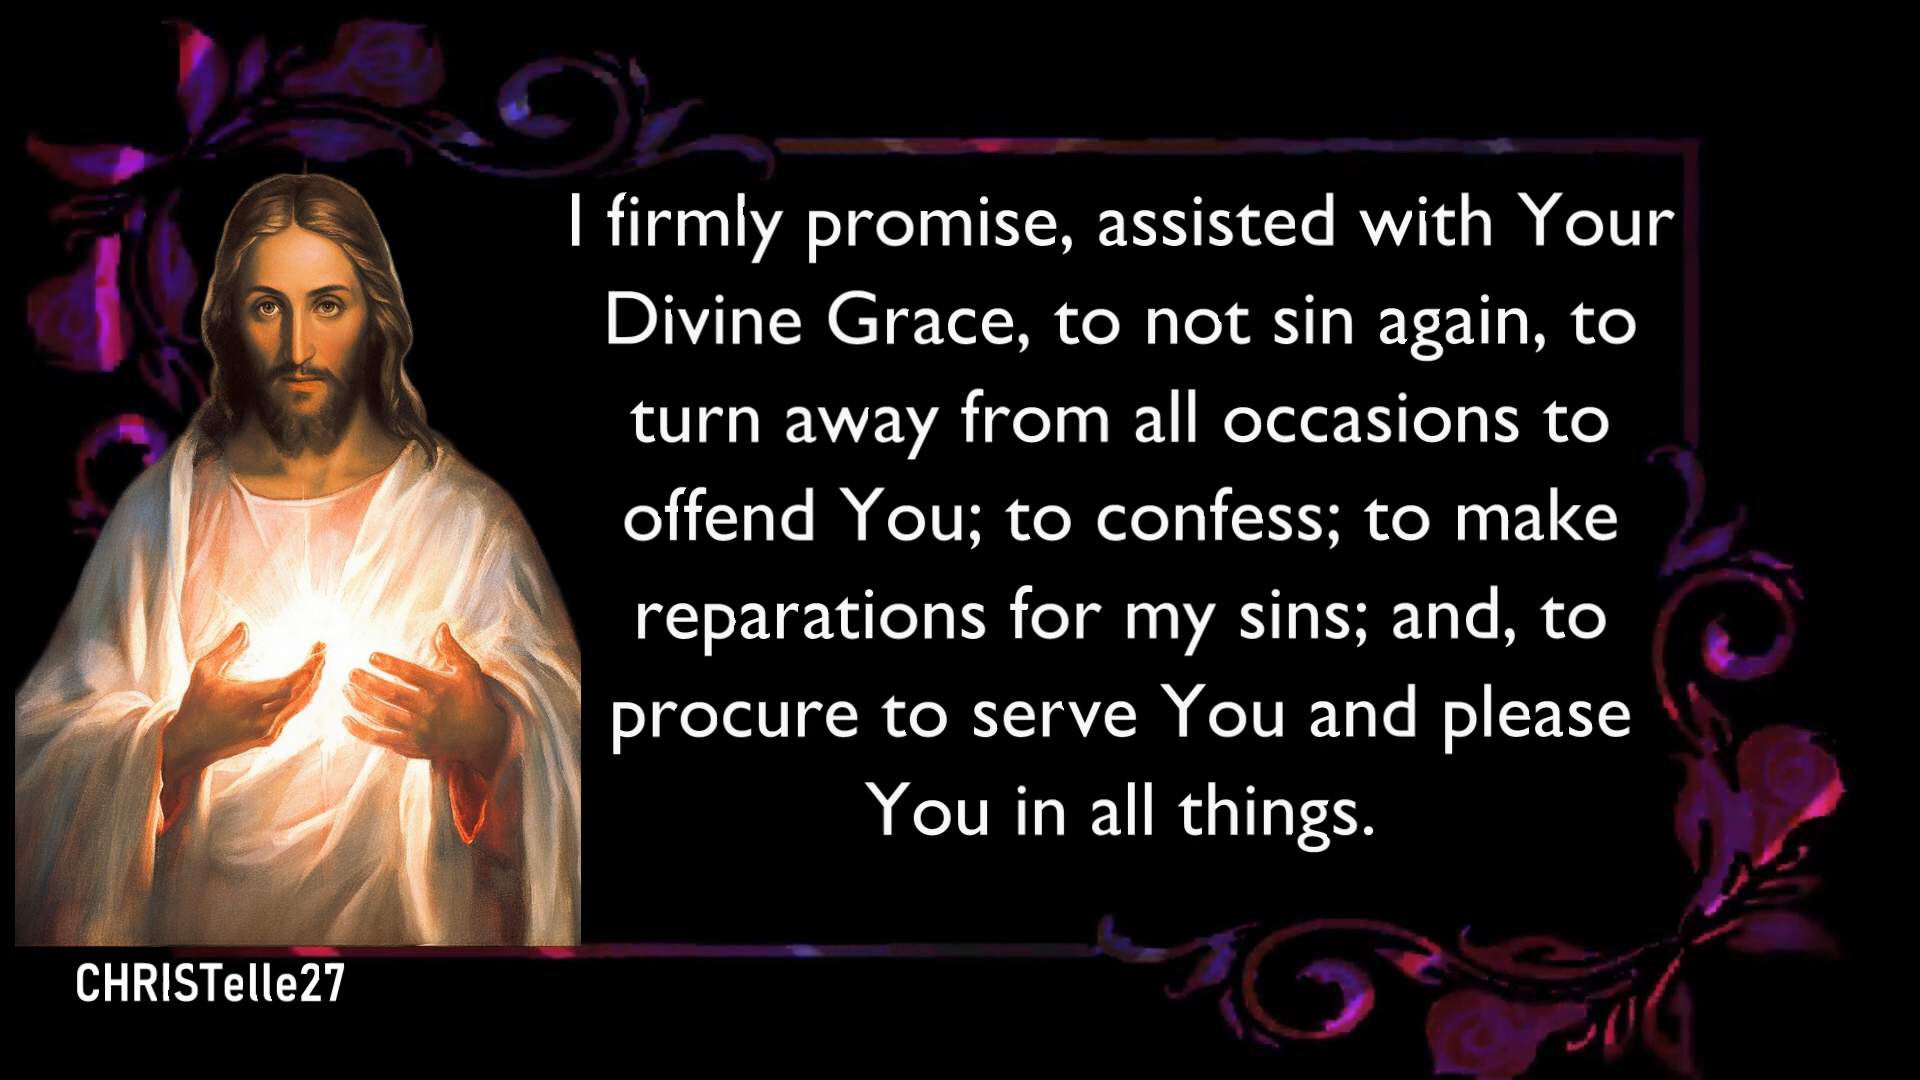 I firmly promise, assisted with Your
Divine Grace, to not sin again, to
turn away from all occasions to
offend You; to confess; to make
reparations for my sins; and, to
procure to serve You and please
You in all things.
CHRISTelle27